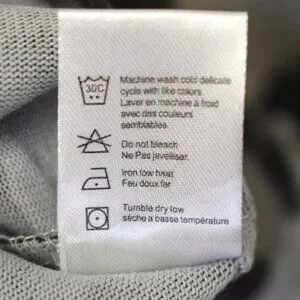 30C
Machine wash cold delicate
cycle with like colors
Laver en machine à froid
avec des couleurs
semblables.
Do not bleach
Ne Pas javelliser.
Iron low heat
Feu doux far
Tumble dry low
sèche a basse température